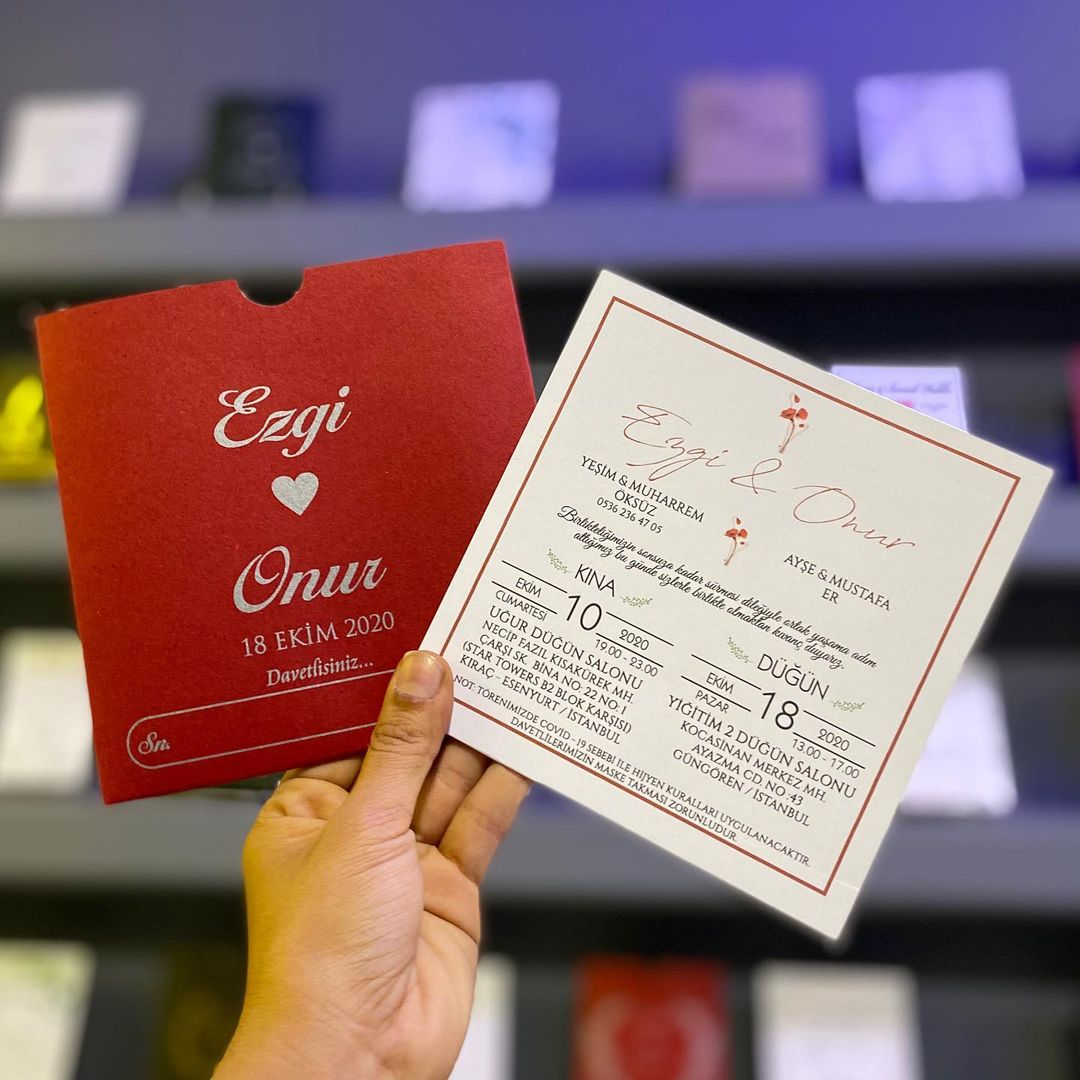 Ezgi
Onur
18 EKİM 2020
Davetlisiniz...
Sn.
Ezgi & Onur
YEŞİM & MUHARREM
ÖKSÜZ
0536 236 47 05
AYŞE & MUSTAFA
ER
Birlikteliğimizin sonsuza kadar sürmesi dileğiyle ortak yaşama adım
attığımız bu günde sizlerle birlikte olmaktan kıvanç duyarız.
KINA
EKİM
CUMARTESİ
10
2020
19:00 - 23:00
UĞUR DÜĞÜN SALONU
NECİP FAZIL KISAKÜREK MH.
ÇARŞI SK. BİNA NO: 22 NO: 1
(STAR TOWERS B2 BLOK KARŞISI)
KIRAÇ - ESENYURT / İSTANBUL
DÜĞÜN
EKİM
PAZAR
18
2020
13:00 - 17:00
YİĞİTİM 2 DÜĞÜN SALONU
KOCASİNAN MERKEZ MH.
AYAZMA CD. NO :43
GÜNGÖREN / İSTANBUL
NOT: TÖRENİMİZDE COVID - 19 SEBEBİ İLE HİJYEN KURALLARI UYGULANACAKTIR.
DAVETLİLERİMİZİN MASKE TAKMASI ZORUNLUDUR.